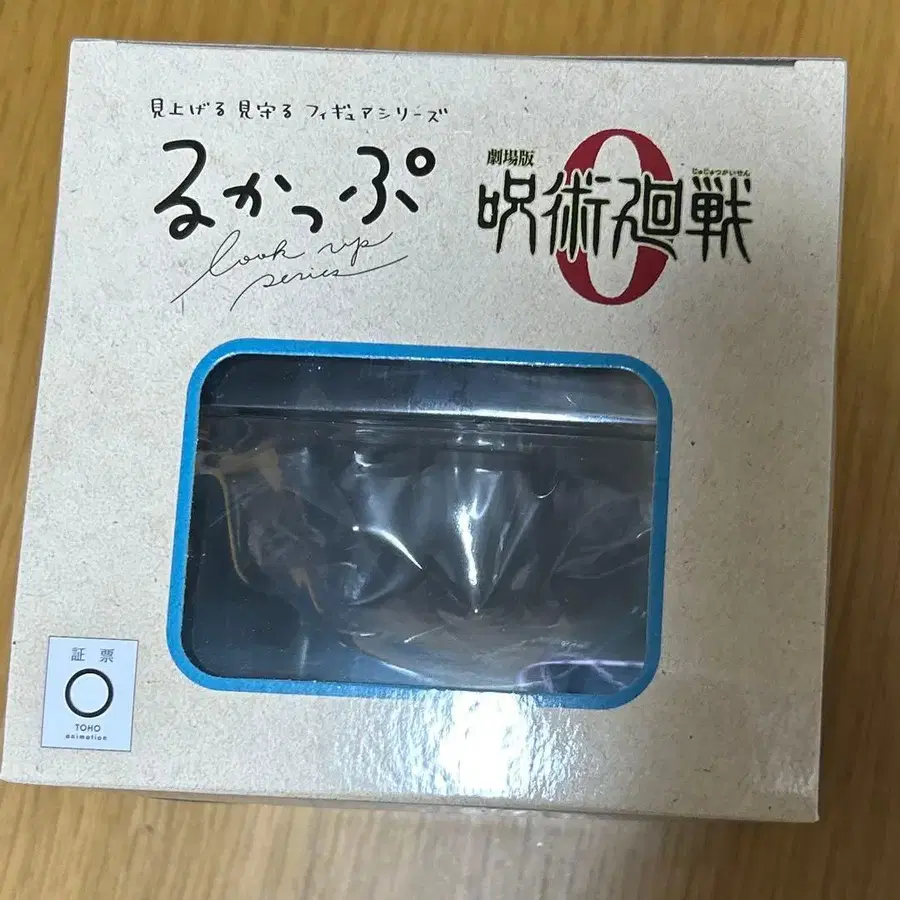 見上げる 見守る フィギュアシリーズ
るかっぷ
look up
series
劇場版
じゅじゅつかいせん
呪術廻戦
0
証票
TOHO
animation